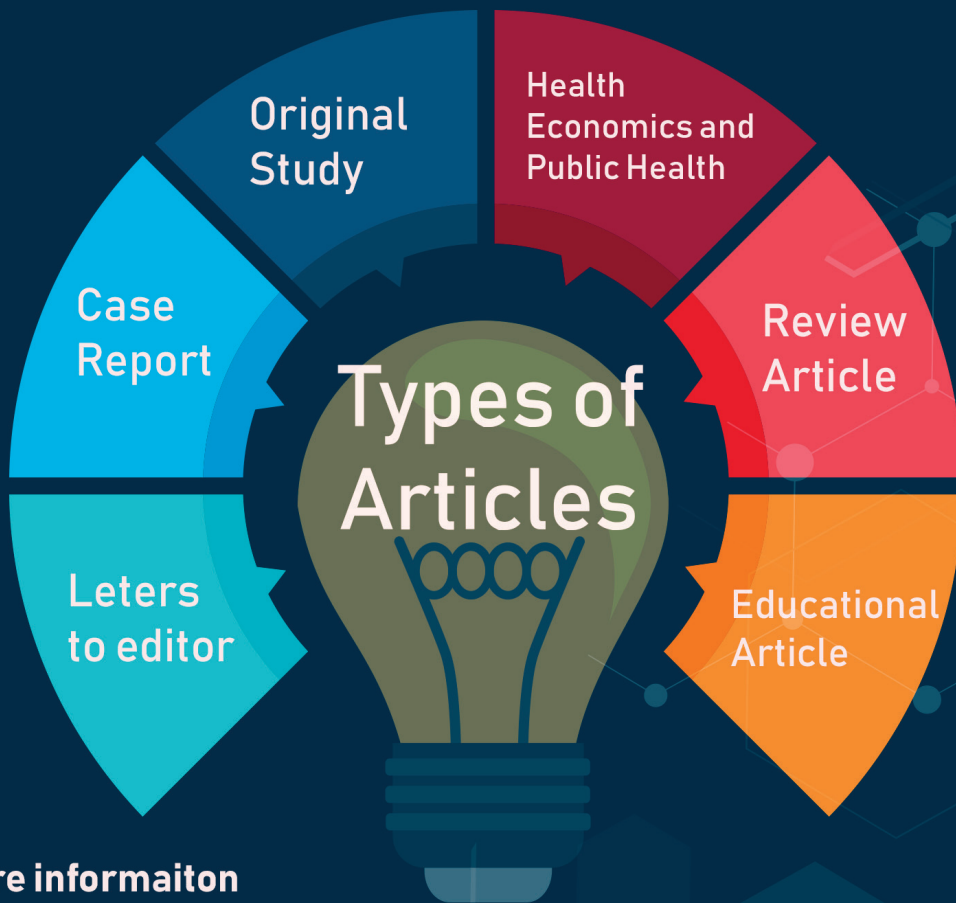 Original
Study
Health
Economics and
Public Health
Case
Report
Review
Article
Types of
Articles
Leters
to editor
Educational
Article
re informaiton